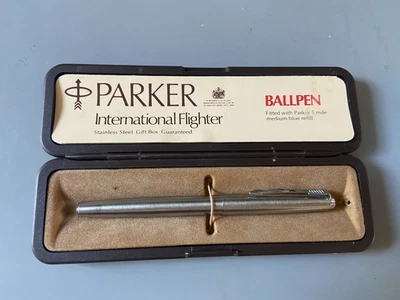 PARKER
International Flighter
Stainless Steel Gift Box Guaranteed
BALLPEN
Fitted with Parker 5 mile
medium blue refill.